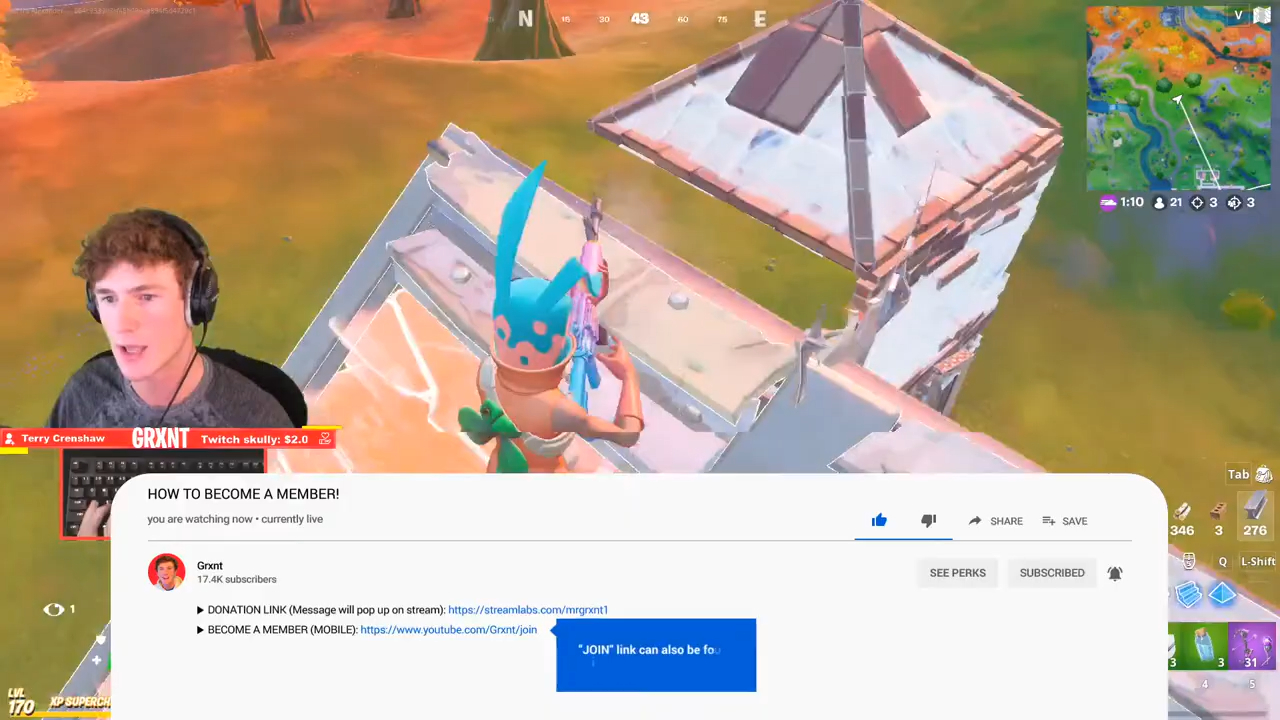 N 15 30 43 60 75 E
V
1:10 21 3 3
Terry Crenshaw GRXNT Twitch skully: $2.0
Tab
346 3 276
Q L-Shift
HOW TO BECOME A MEMBER!
you are watching now • currently live
SHARE SAVE
Grxnt
17.4K subscribers
SEE PERKS SUBSCRIBED
▶ DONATION LINK (Message will pop up on stream): https://streamlabs.com/mrgrxnt1
▶ BECOME A MEMBER (MOBILE): https://www.youtube.com/Grxnt/join
"JOIN" link can also be fou
1
3 3 31
4 5
LVL
170 XP SUPERCH